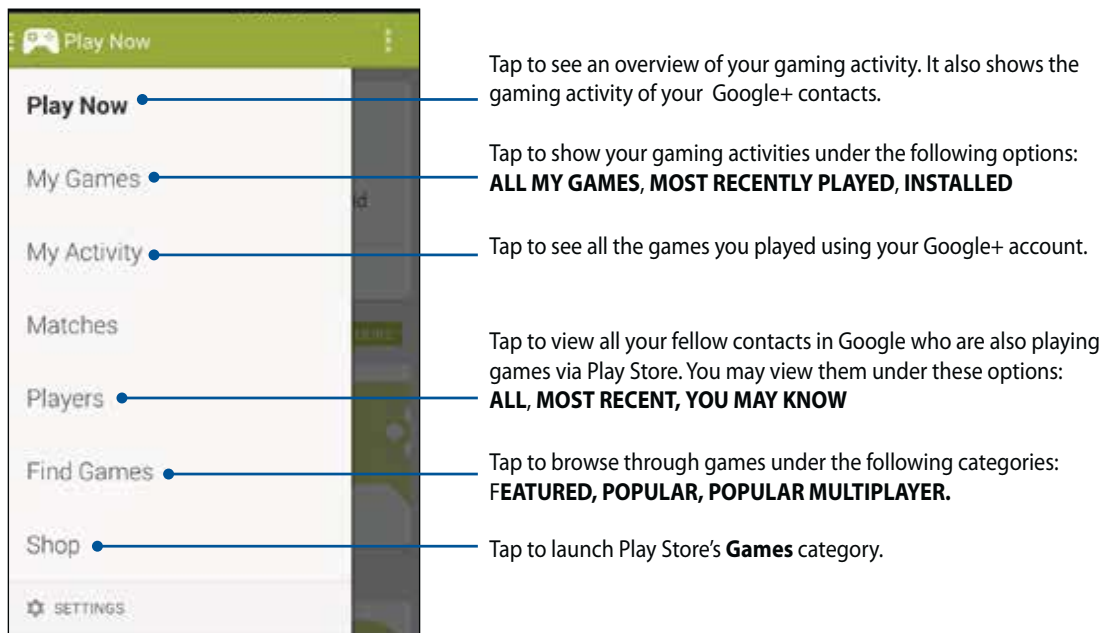 Play Now
Play Now
My Games
My Activity
Matches
Players
Find Games
Shop
SETTINGS
id
Tap to see an overview of your gaming activity. It also shows the
gaming activity of your Google+ contacts.
Tap to show your gaming activities under the following options:
ALL MY GAMES, MOST RECENTLY PLAYED, INSTALLED
Tap to see all the games you played using your Google+ account.
Tap to view all your fellow contacts in Google who are also playing
games via Play Store. You may view them under these options:
ALL, MOST RECENT, YOU MAY KNOW
Tap to browse through games under the following categories:
FEATURED, POPULAR, POPULAR MULTIPLAYER.
Tap to launch Play Store's Games category.